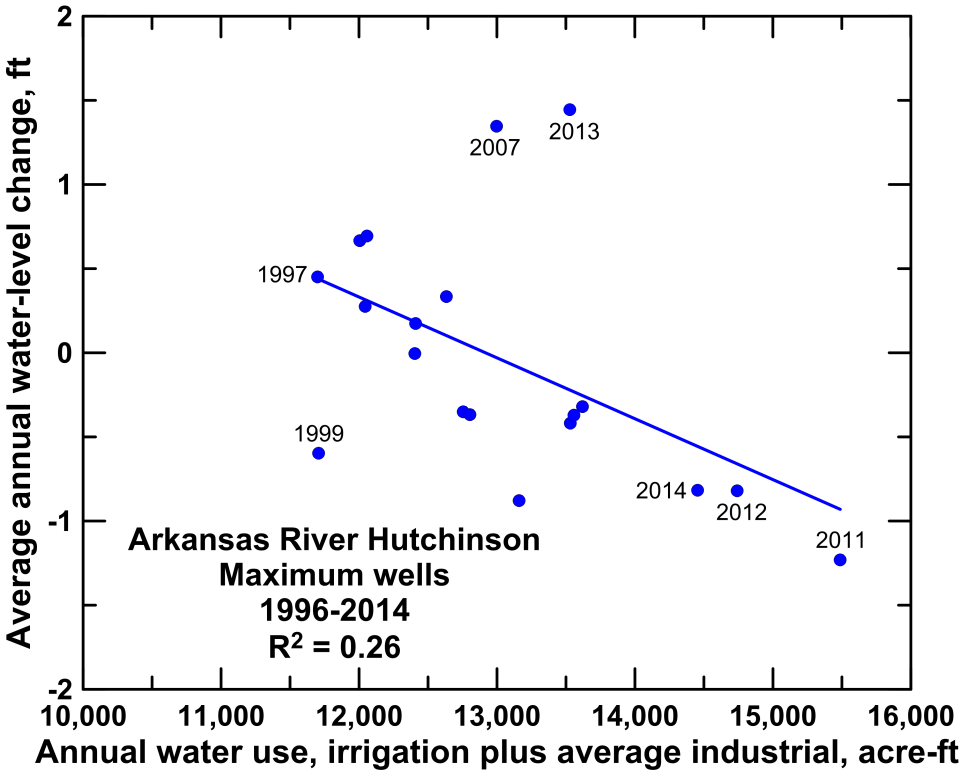 2
1
0
-1
-2
Average annual water-level change, ft
2007
2013
1997
1999
2014
2012
2011
Arkansas River Hutchinson
Maximum wells
1996-2014
R² = 0.26
10,000 11,000 12,000 13,000 14,000 15,000 16,000
Annual water use, irrigation plus average industrial, acre-ft